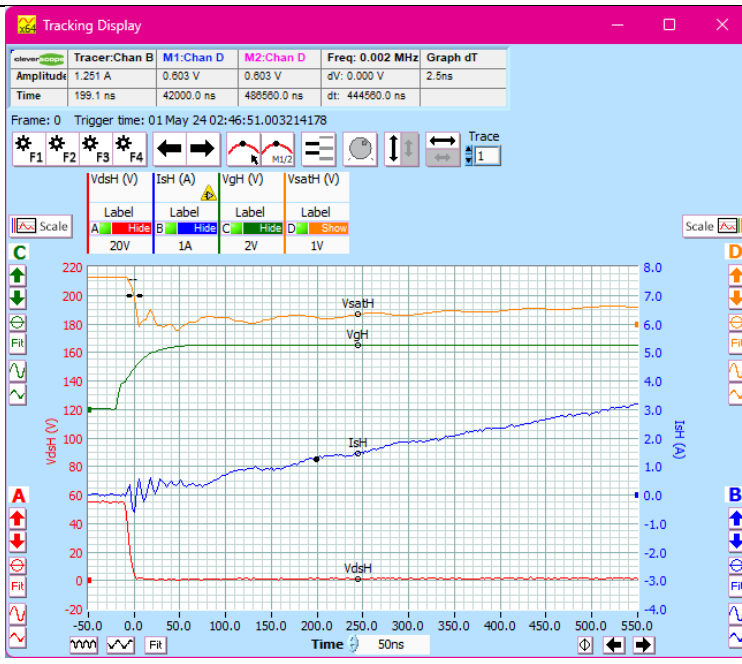 x64 Tracking Display
cleverscope Tracer:Chan B M1:Chan D M2:Chan D Freq: 0.002 MHz Graph dT
Amplitude 1.251 A 0.603 V 0.603 V dV: 0.000 V 2.5ns
Time 199.1 ns 42000.0 ns 486560.0 ns dt: 444560.0 ns
Frame: 0 Trigger time: 01 May 24 02:46:51.003214178
F1 F2 F3 F4 M1/2 Trace
1
VdsH (V) IsH (A) VgH (V) VsatH (V)
Label Label Label Label
A Hide B Hide C Hide D Show
20V 1A 2V 1V
Scale Scale
C D
Fit Fit
A B
Fit Fit
220 8.0
200 7.0
180 6.0
160 5.0
140 4.0
120 3.0
100 2.0
80 1.0
60 0.0
40 -1.0
20 -2.0
0 -3.0
-20 -4.0
VdsH (V)
IsH (A)
VsatH
VgH
IsH
VdsH
-50.0 0.0 50.0 100.0 150.0 200.0 250.0 300.0 350.0 400.0 450.0 500.0 550.0
Fit Time 50ns